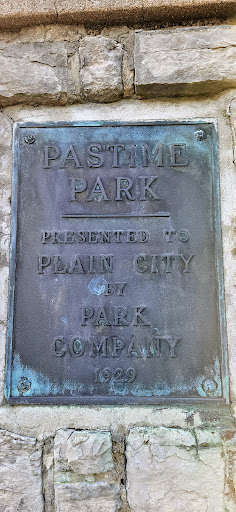 PASTIME
PARK
PRESENTED TO
PLAIN CITY
BY
PARK
COMPANY
1929